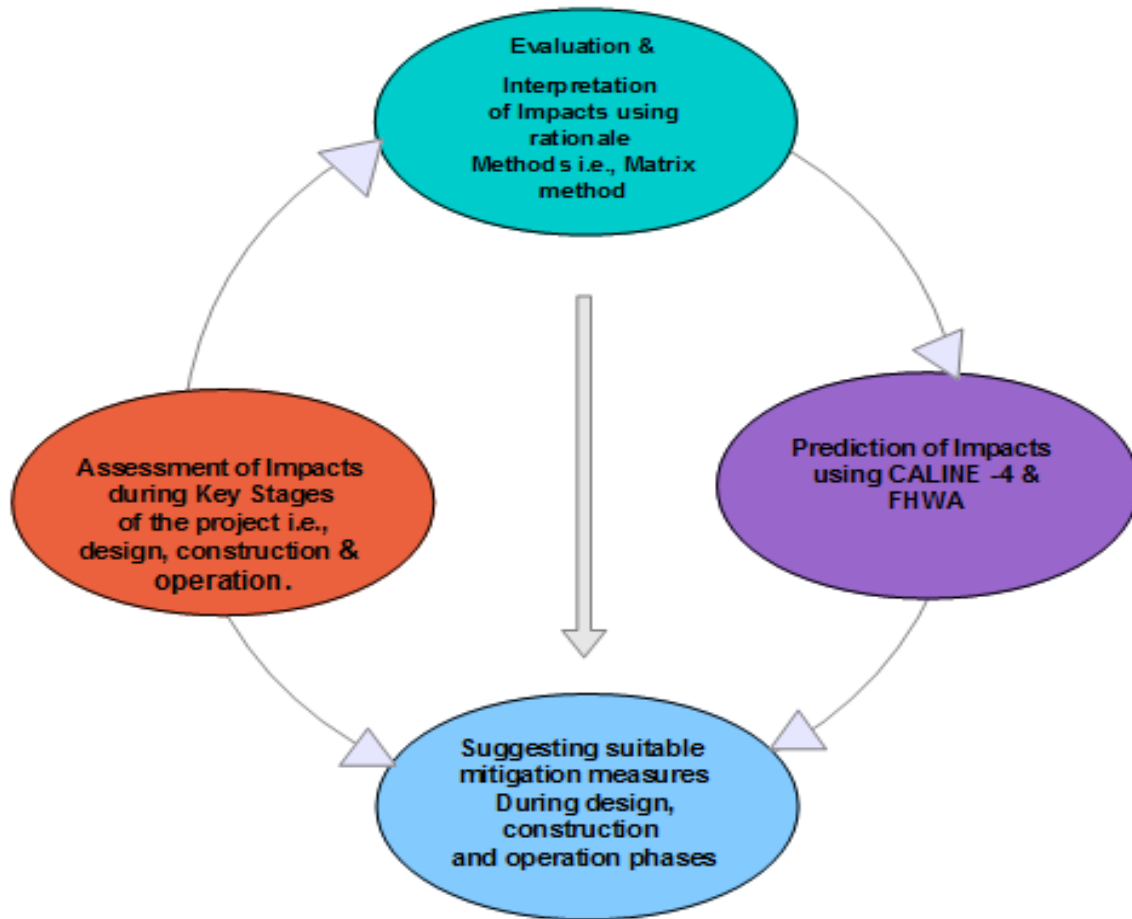 Evaluation &
Interpretation
of Impacts using
rationale
Methods i.e., Matrix
method
Assessment of Impacts
during Key Stages
of the project i.e.,
design, construction &
operation.
Prediction of Impacts
using CALINE -4 &
FHWA
Suggesting suitable
mitigation measures
During design,
construction
and operation phases